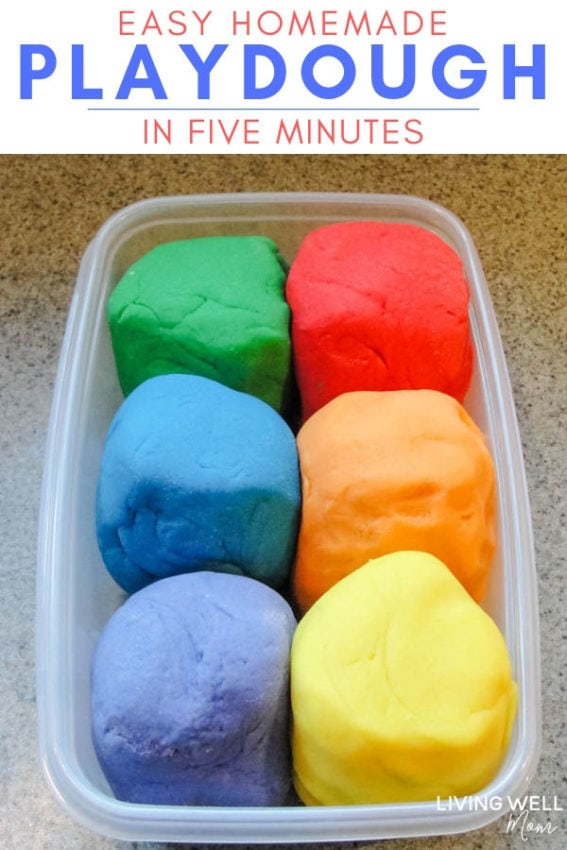 EASY HOMEMADE
PLAYDOUGH
IN FIVE MINUTES
LIVING WELL
Mom